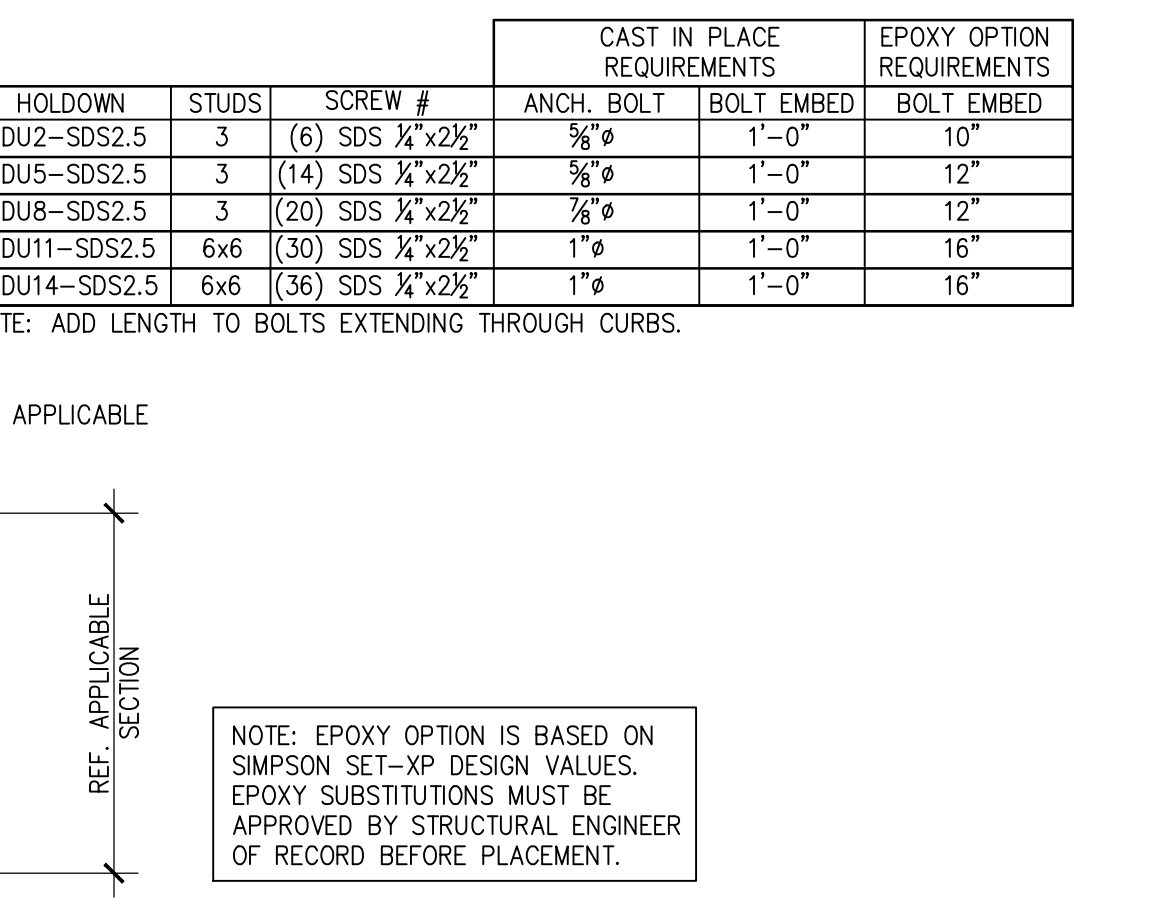 CAST IN PLACE REQUIREMENTS EPOXY OPTION REQUIREMENTS
HOLDOWN STUDS SCREW # ANCH. BOLT BOLT EMBED BOLT EMBED
DU2-SDS2.5 3 (6) SDS ¼"x2½" ⅝"ø 1'-0" 10"
DU5-SDS2.5 3 (14) SDS ¼"x2½" ⅝"ø 1'-0" 12"
DU8-SDS2.5 3 (20) SDS ¼"x2½" ⅞"ø 1'-0" 12"
DU11-SDS2.5 6x6 (30) SDS ¼"x2½" 1"ø 1'-0" 16"
DU14-SDS2.5 6x6 (36) SDS ¼"x2½" 1"ø 1'-0" 16"
TE: ADD LENGTH TO BOLTS EXTENDING THROUGH CURBS.
APPLICABLE
REF. APPLICABLE
SECTION
NOTE: EPOXY OPTION IS BASED ON
SIMPSON SET-XP DESIGN VALUES.
EPOXY SUBSTITUTIONS MUST BE
APPROVED BY STRUCTURAL ENGINEER
OF RECORD BEFORE PLACEMENT.